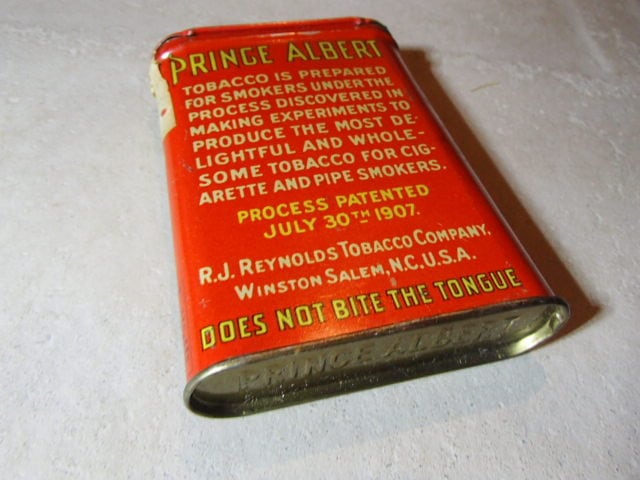 PRINCE ALBERT
TOBACCO IS PREPARED
FOR SMOKERS UNDER THE
PROCESS DISCOVERED IN
MAKING EXPERIMENTS TO
PRODUCE THE MOST DE-
LIGHTFUL AND WHOLE-
SOME TOBACCO FOR CIG-
ARETTE AND PIPE SMOKERS.
PROCESS PATENTED
JULY 30TH 1907.
R.J. REYNOLDS TOBACCO COMPANY,
WINSTON SALEM, N.C. U.S.A.
DOES NOT BITE THE TONGUE
PRINCE ALBERT